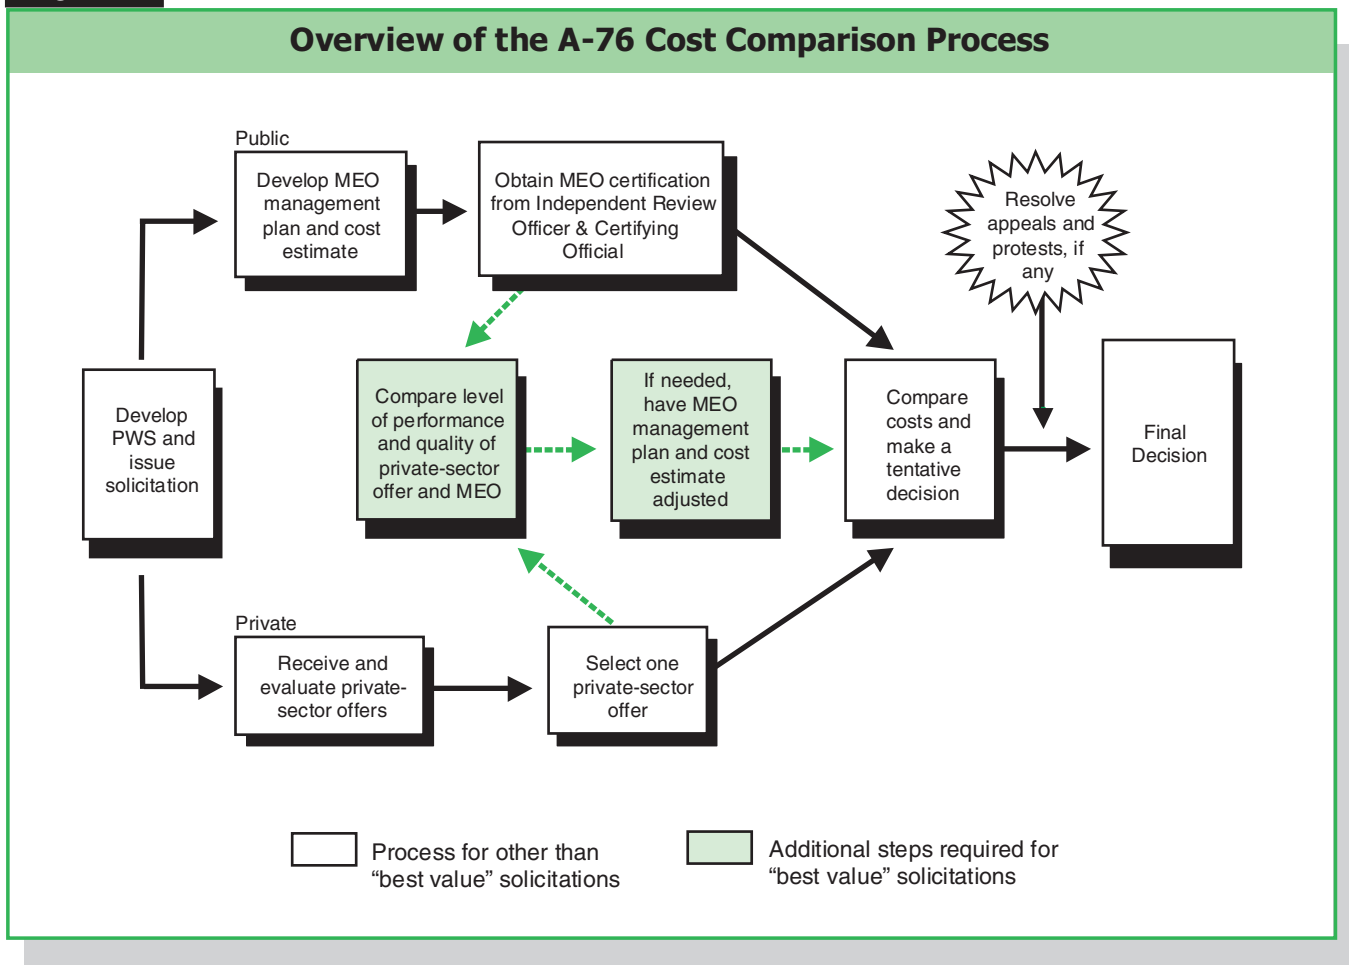 Overview of the A-76 Cost Comparison Process
Public
Develop MEO
management
plan and cost
estimate
Obtain MEO certification
from Independent Review
Officer & Certifying
Official
Resolve
appeals and
protests, if
any
Develop
PWS and
issue
solicitation
Compare level
of performance
and quality of
private-sector
offer and MEO
If needed,
have MEO
management
plan and cost
estimate
adjusted
Compare
costs and
make a
tentative
decision
Final
Decision
Private
Receive and
evaluate private-
sector offers
Select one
private-sector
offer
Process for other than
“best value” solicitations
Additional steps required for
“best value” solicitations